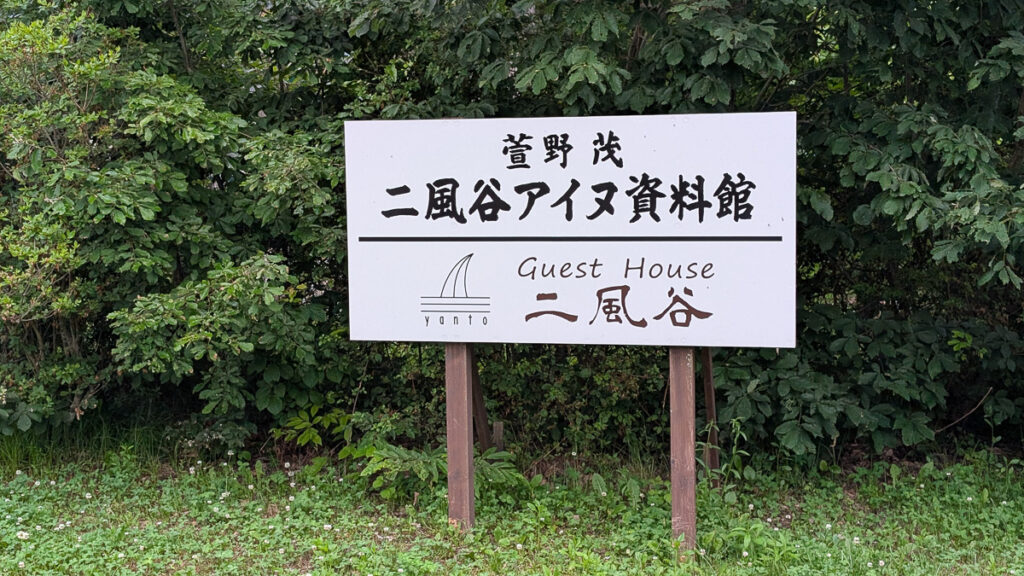 萱野 茂
二風谷アイヌ資料館
Guest House
二風谷
yanto